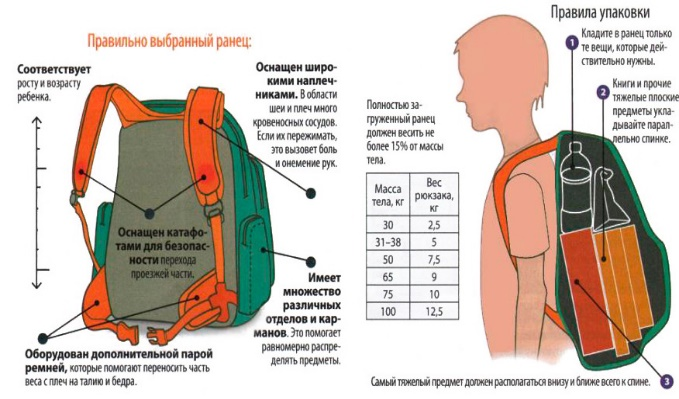 Правильно выбранный ранец:
Соответствует
росту и возрасту
ребенка.
Оснащен широ-
кими наплеч-
никами. В области
шеи и плеч много
кровеносных сосудов.
Если их пережимать,
это вызовет боль
и онемение рук.
Оснащен катафо-
тами для безопас-
ности перехода
проезжей части.
Имеет
множество
различных
отделов и кар-
манов. Это помогает
равномерно распре-
делять предметы.
Оборудован дополнительной парой
ремней, которые помогают переносить часть
веса с плеч на талию и бедра.
Правила упаковки
1 Кладите в ранец только
те вещи, которые дей-
ствительно нужны.
2 Книги и прочие
тяжелые плоские
предметы укла-
дывайте парал-
лельно спинке.
Полностью за-
груженный ранец
должен весить не
более 15% от массы
тела.
Масса тела, кг Вес рюкзака, кг
30 2,5
31–38 5
50 7,5
65 9
75 10
100 12,5
Самый тяжелый предмет должен располагаться внизу и ближе всего к спине. 3